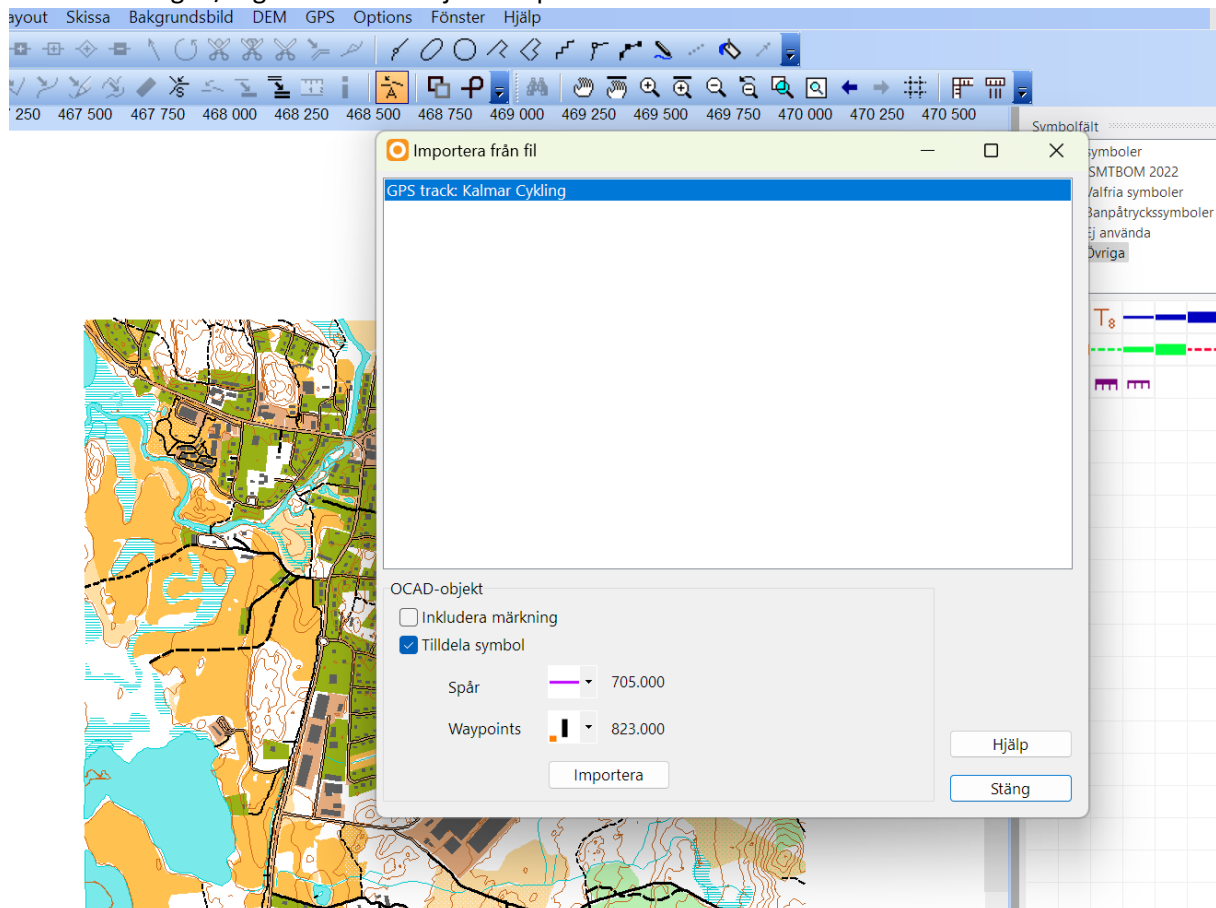 ayout Skissa Bakgrundsbild DEM GPS Options Fönster Hjälp
250 467 500 467 750 468 000 468 250 468 500 468 750 469 000 469 250 469 500 469 750 470 000 470 250 470 500
Symbolfält
Importera från fil
symboler
GPS track: Kalmar Cykling
SMTBOM 2022
Valfria symboler
Banpåtryckssymboler
Ej använda
Övriga
T8
OCAD-objekt
Inkludera märkning
Tilldela symbol
Spår 705.000
Waypoints 823.000
Hjälp
Importera
Stäng